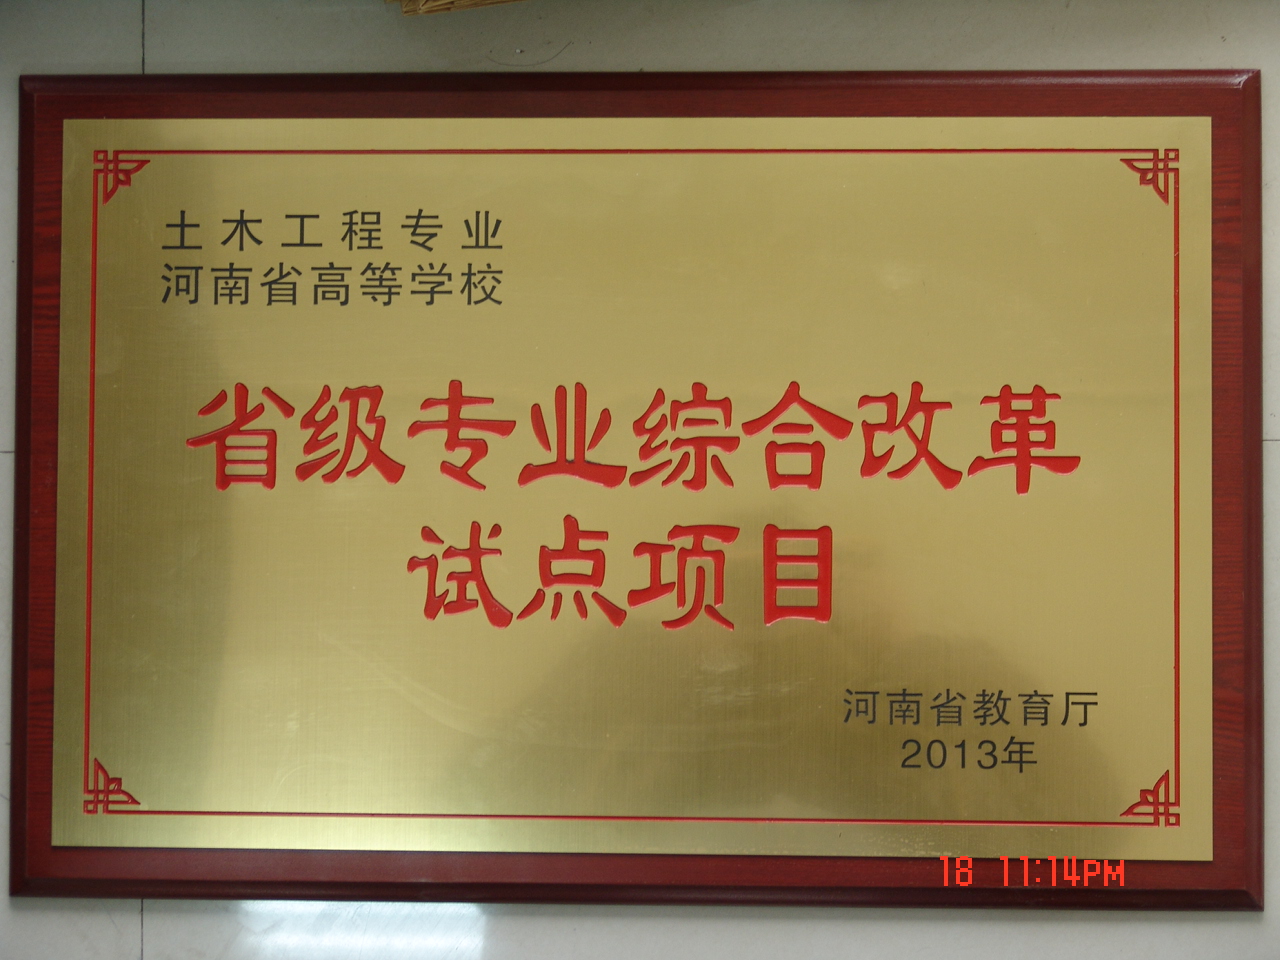 土木工程专业
河南省高等学校
省级专业综合改革
试点项目
河南省教育厅
2013年
18 11:14PM